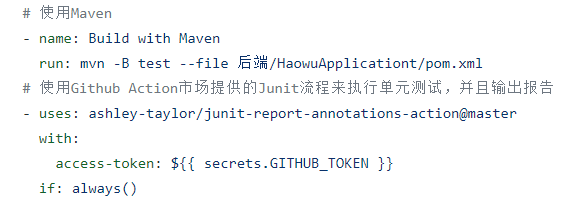 # 使用Maven
- name: Build with Maven
run: mvn -B test --file 后端/HaowuApplicationt/pom.xml
# 使用Github Action市场提供的Junit流程来执行单元测试，并且输出报告
- uses: ashley-taylor/junit-report-annotations-action@master
with:
access-token: ${{ secrets.GITHUB_TOKEN }}
if: always()